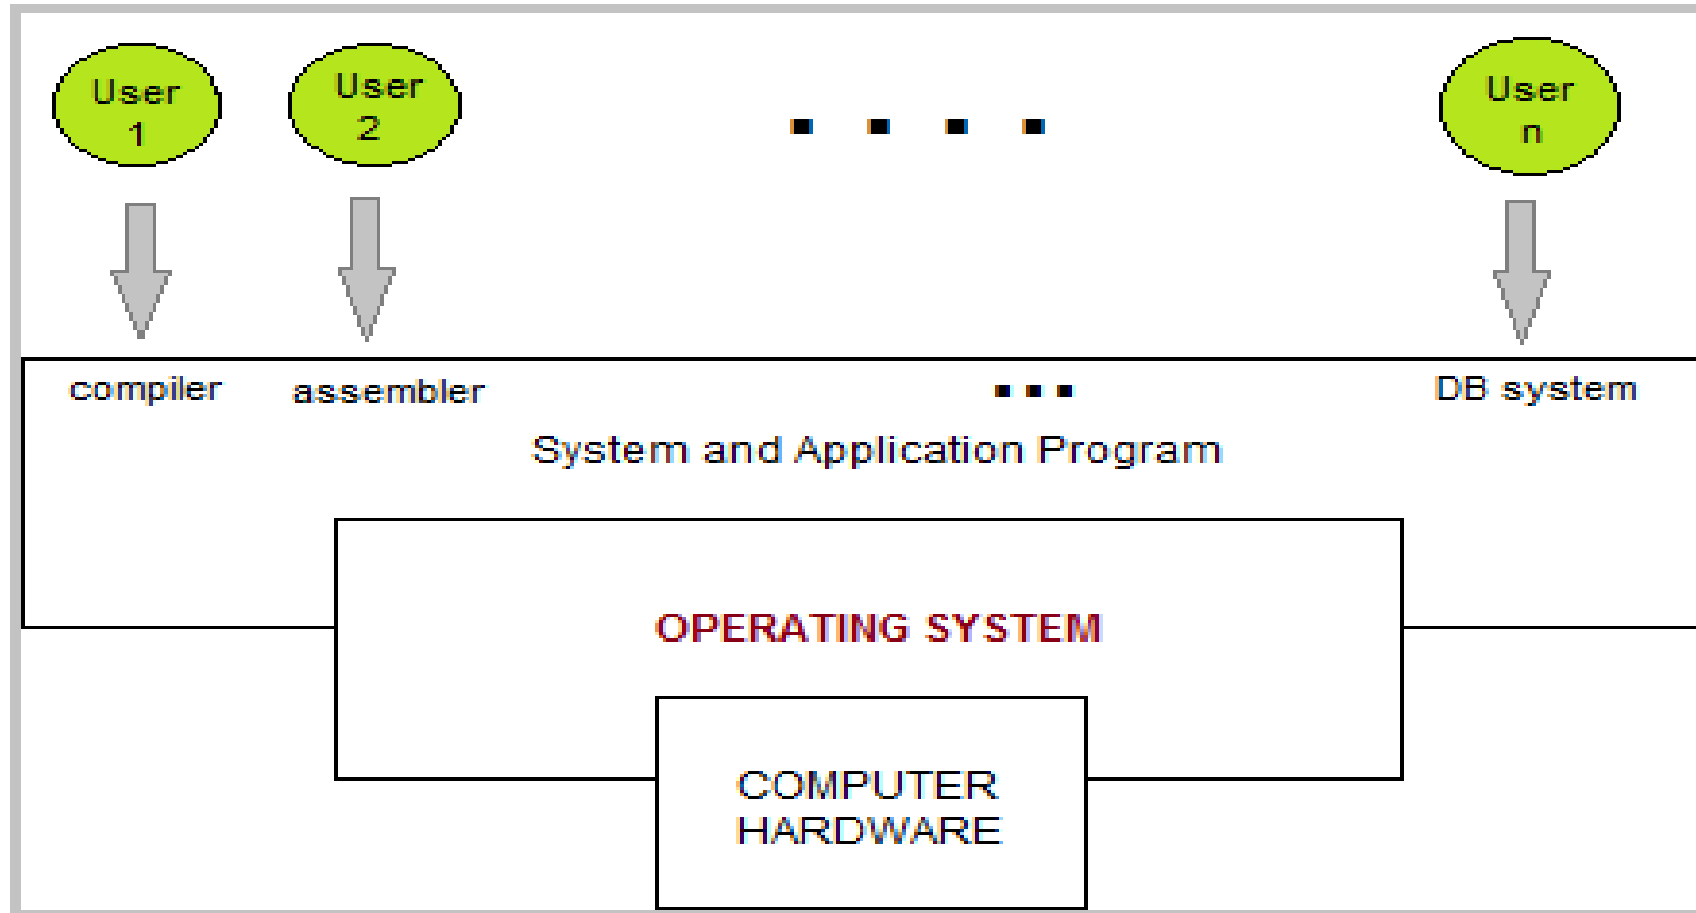 User
1
User
2
. . . .
User
n
compiler
assembler
...
DB system
System and Application Program
OPERATING SYSTEM
COMPUTER
HARDWARE